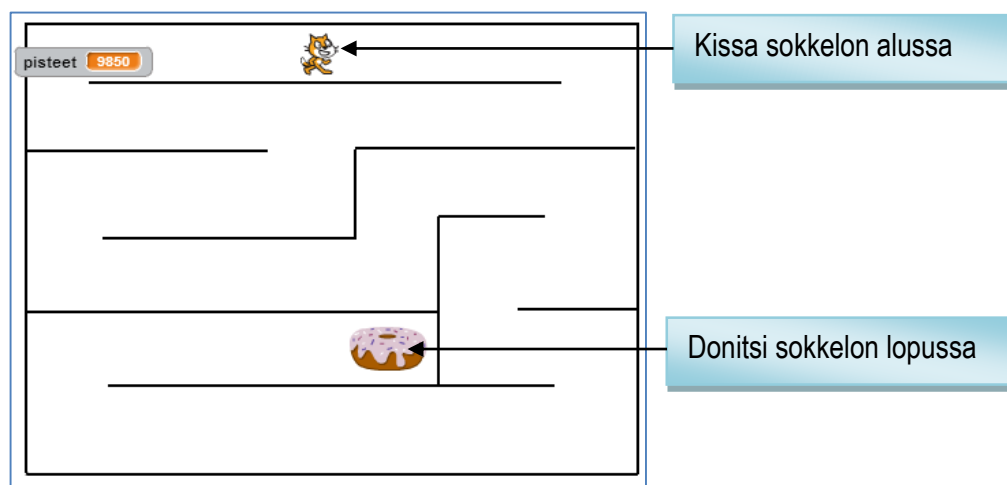 pisteet 9850
Kissa sokkelon alussa
Donitsi sokkelon lopussa